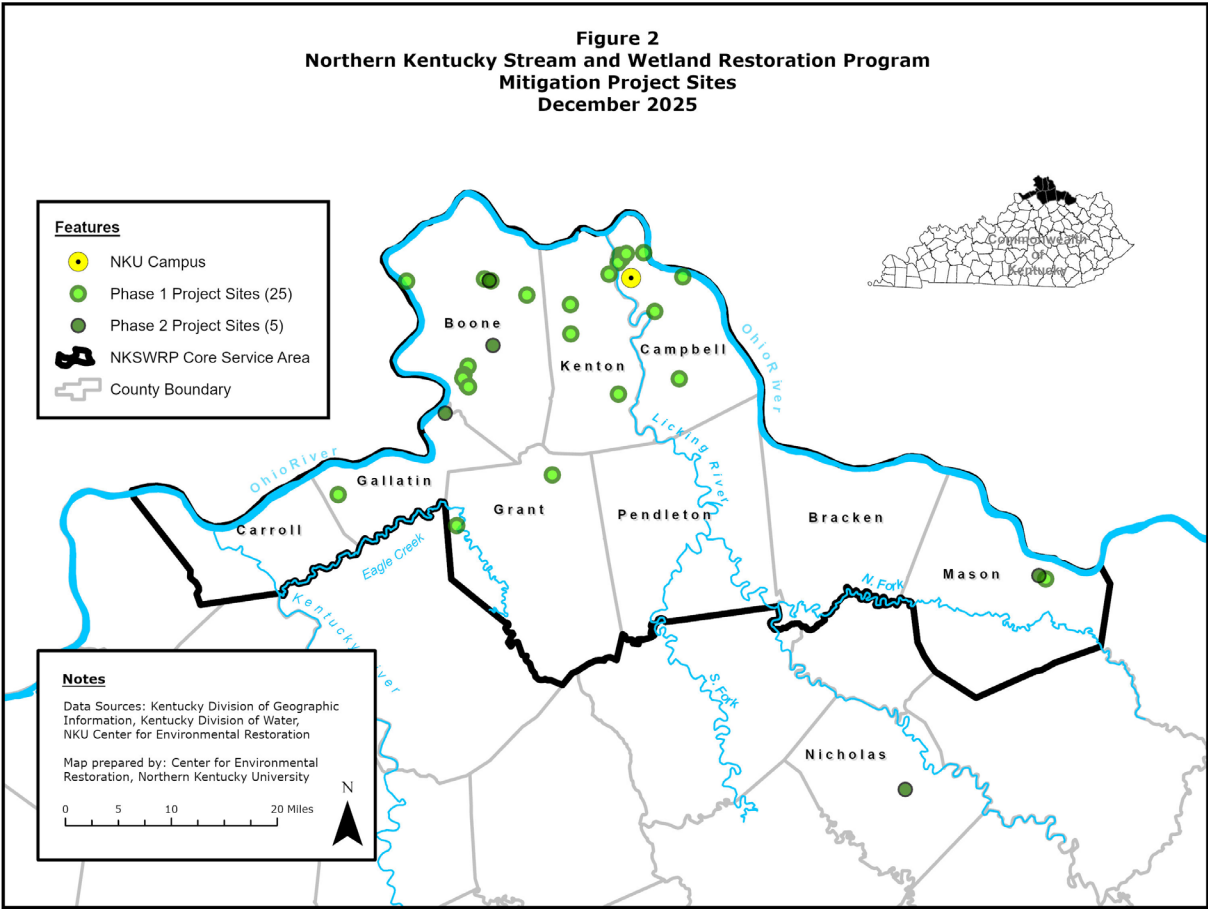 Figure 2
Northern Kentucky Stream and Wetland Restoration Program
Mitigation Project Sites
December 2025
Commonwealth
of
Kentucky
Features
NKU Campus
Phase 1 Project Sites (25)
Phase 2 Project Sites (5)
NKSWRP Core Service Area
County Boundary
Boone
Kenton
Campbell
Ohio River
Licking River
Ohio River
Gallatin
Carroll
Grant
Pendleton
Bracken
Mason
Eagle Creek
N. Fork
Kentucky River
S. Fork
Nicholas
Notes
Data Sources: Kentucky Division of Geographic
Information, Kentucky Division of Water,
NKU Center for Environmental Restoration
Map prepared by: Center for Environmental
Restoration, Northern Kentucky University
N
0 5 10 20 Miles